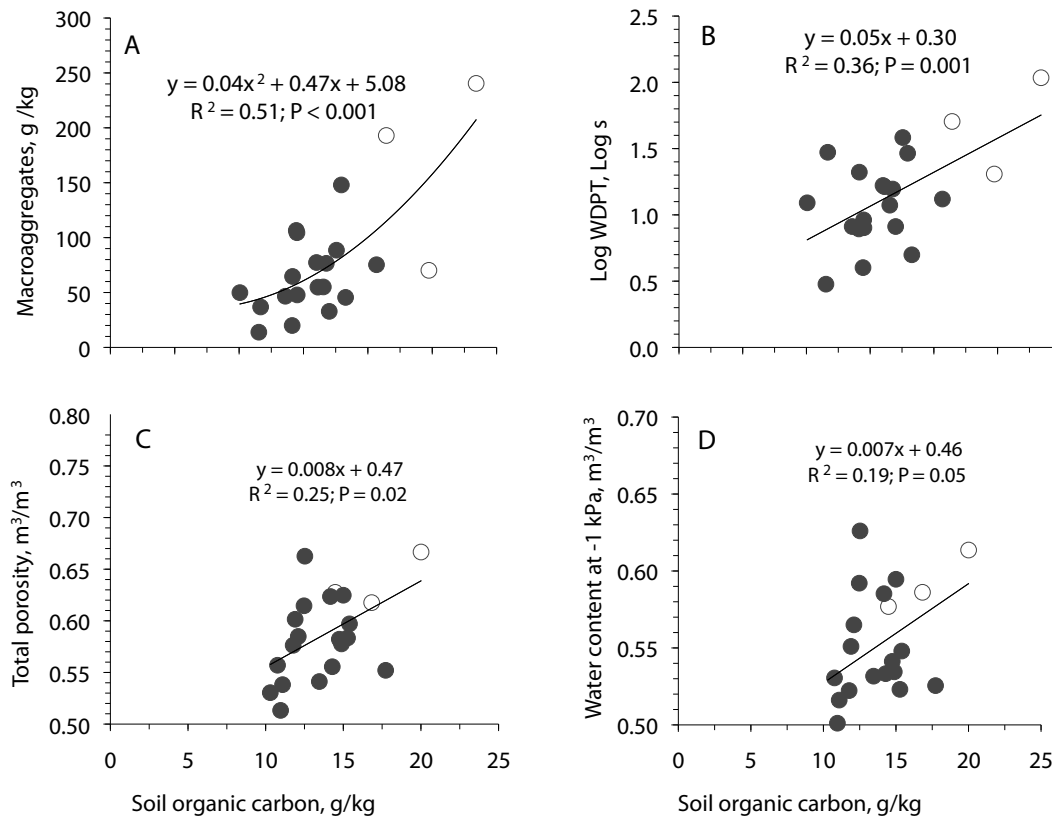 A
y = 0.04x² + 0.47x + 5.08
R² = 0.51; P < 0.001
Macroaggregates, g /kg
300
250
200
150
100
50
0
B
y = 0.05x + 0.30
R² = 0.36; P = 0.001
Log WDPT, Log s
2.5
2.0
1.5
1.0
0.5
0.0
C
y = 0.008x + 0.47
R² = 0.25; P = 0.02
Total porosity, m³/m³
0.80
0.75
0.70
0.65
0.60
0.55
0.50
0 5 10 15 20 25
Soil organic carbon, g/kg
D
y = 0.007x + 0.46
R² = 0.19; P = 0.05
Water content at -1 kPa, m³/m³
0.70
0.65
0.60
0.55
0.50
0 5 10 15 20 25
Soil organic carbon, g/kg